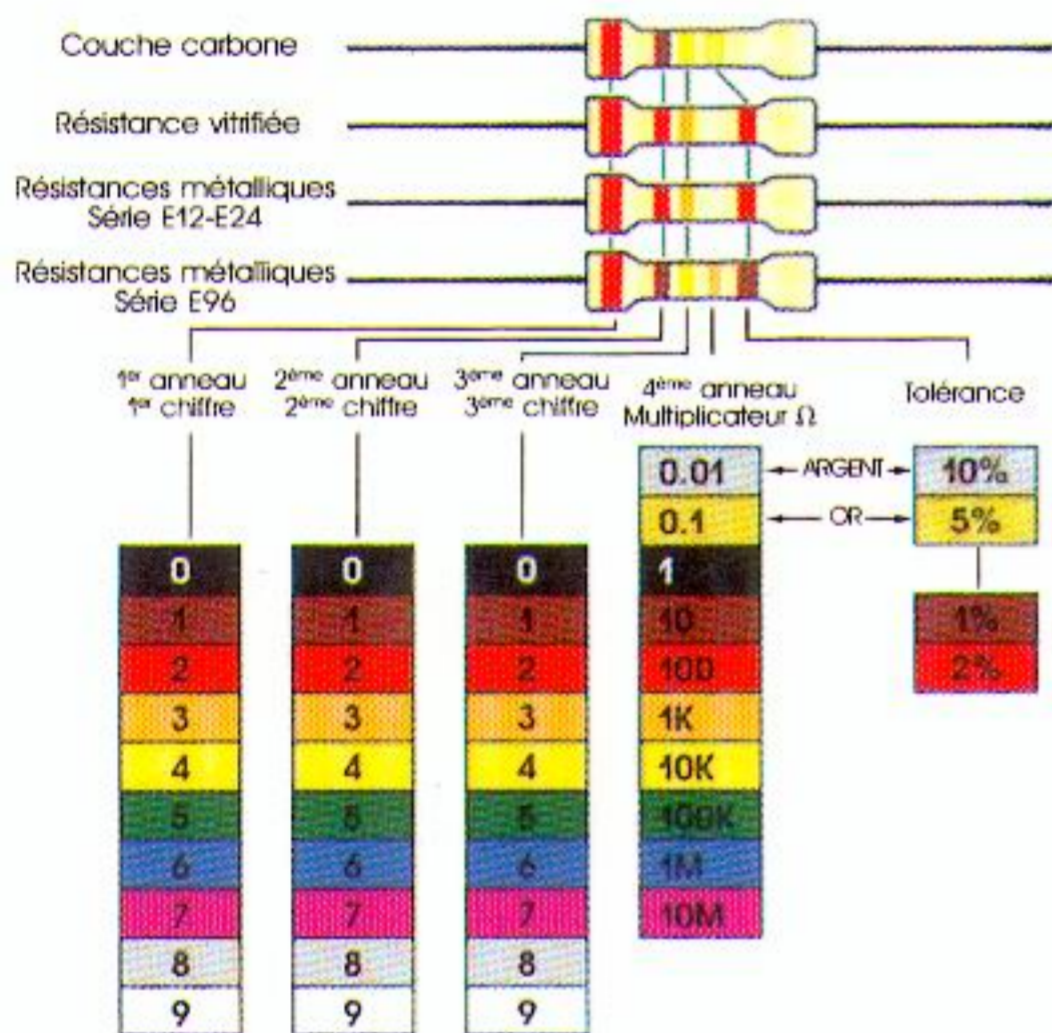 Couche carbone
Résistance vitrifiée
Résistances métalliques
Série E12-E24
Résistances métalliques
Série E96
1er anneau
1er chiffre
2ème anneau
2ème chiffre
3ème anneau
3ème chiffre
4ème anneau
Multiplicateur Ω
Tolérance
0.01 ARGENT 10%
0.1 OR 5%
0 0 0 1
1 1 1 10 1%
2 2 2 100 2%
3 3 3 1K
4 4 4 10K
5 5 5 100K
6 6 6 1M
7 7 7 10M
8 8 8
9 9 9